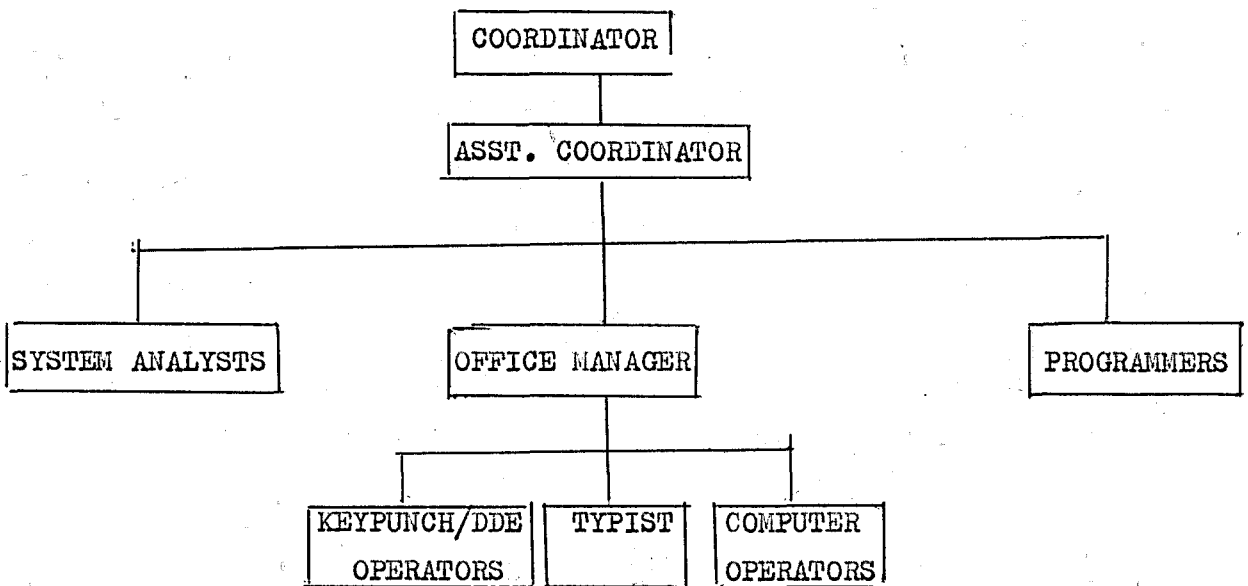 COORDINATOR
ASST. COORDINATOR
SYSTEM ANALYSTS
OFFICE MANAGER
PROGRAMMERS
KEYPUNCH/DDE
OPERATORS
TYPIST
COMPUTER
OPERATORS